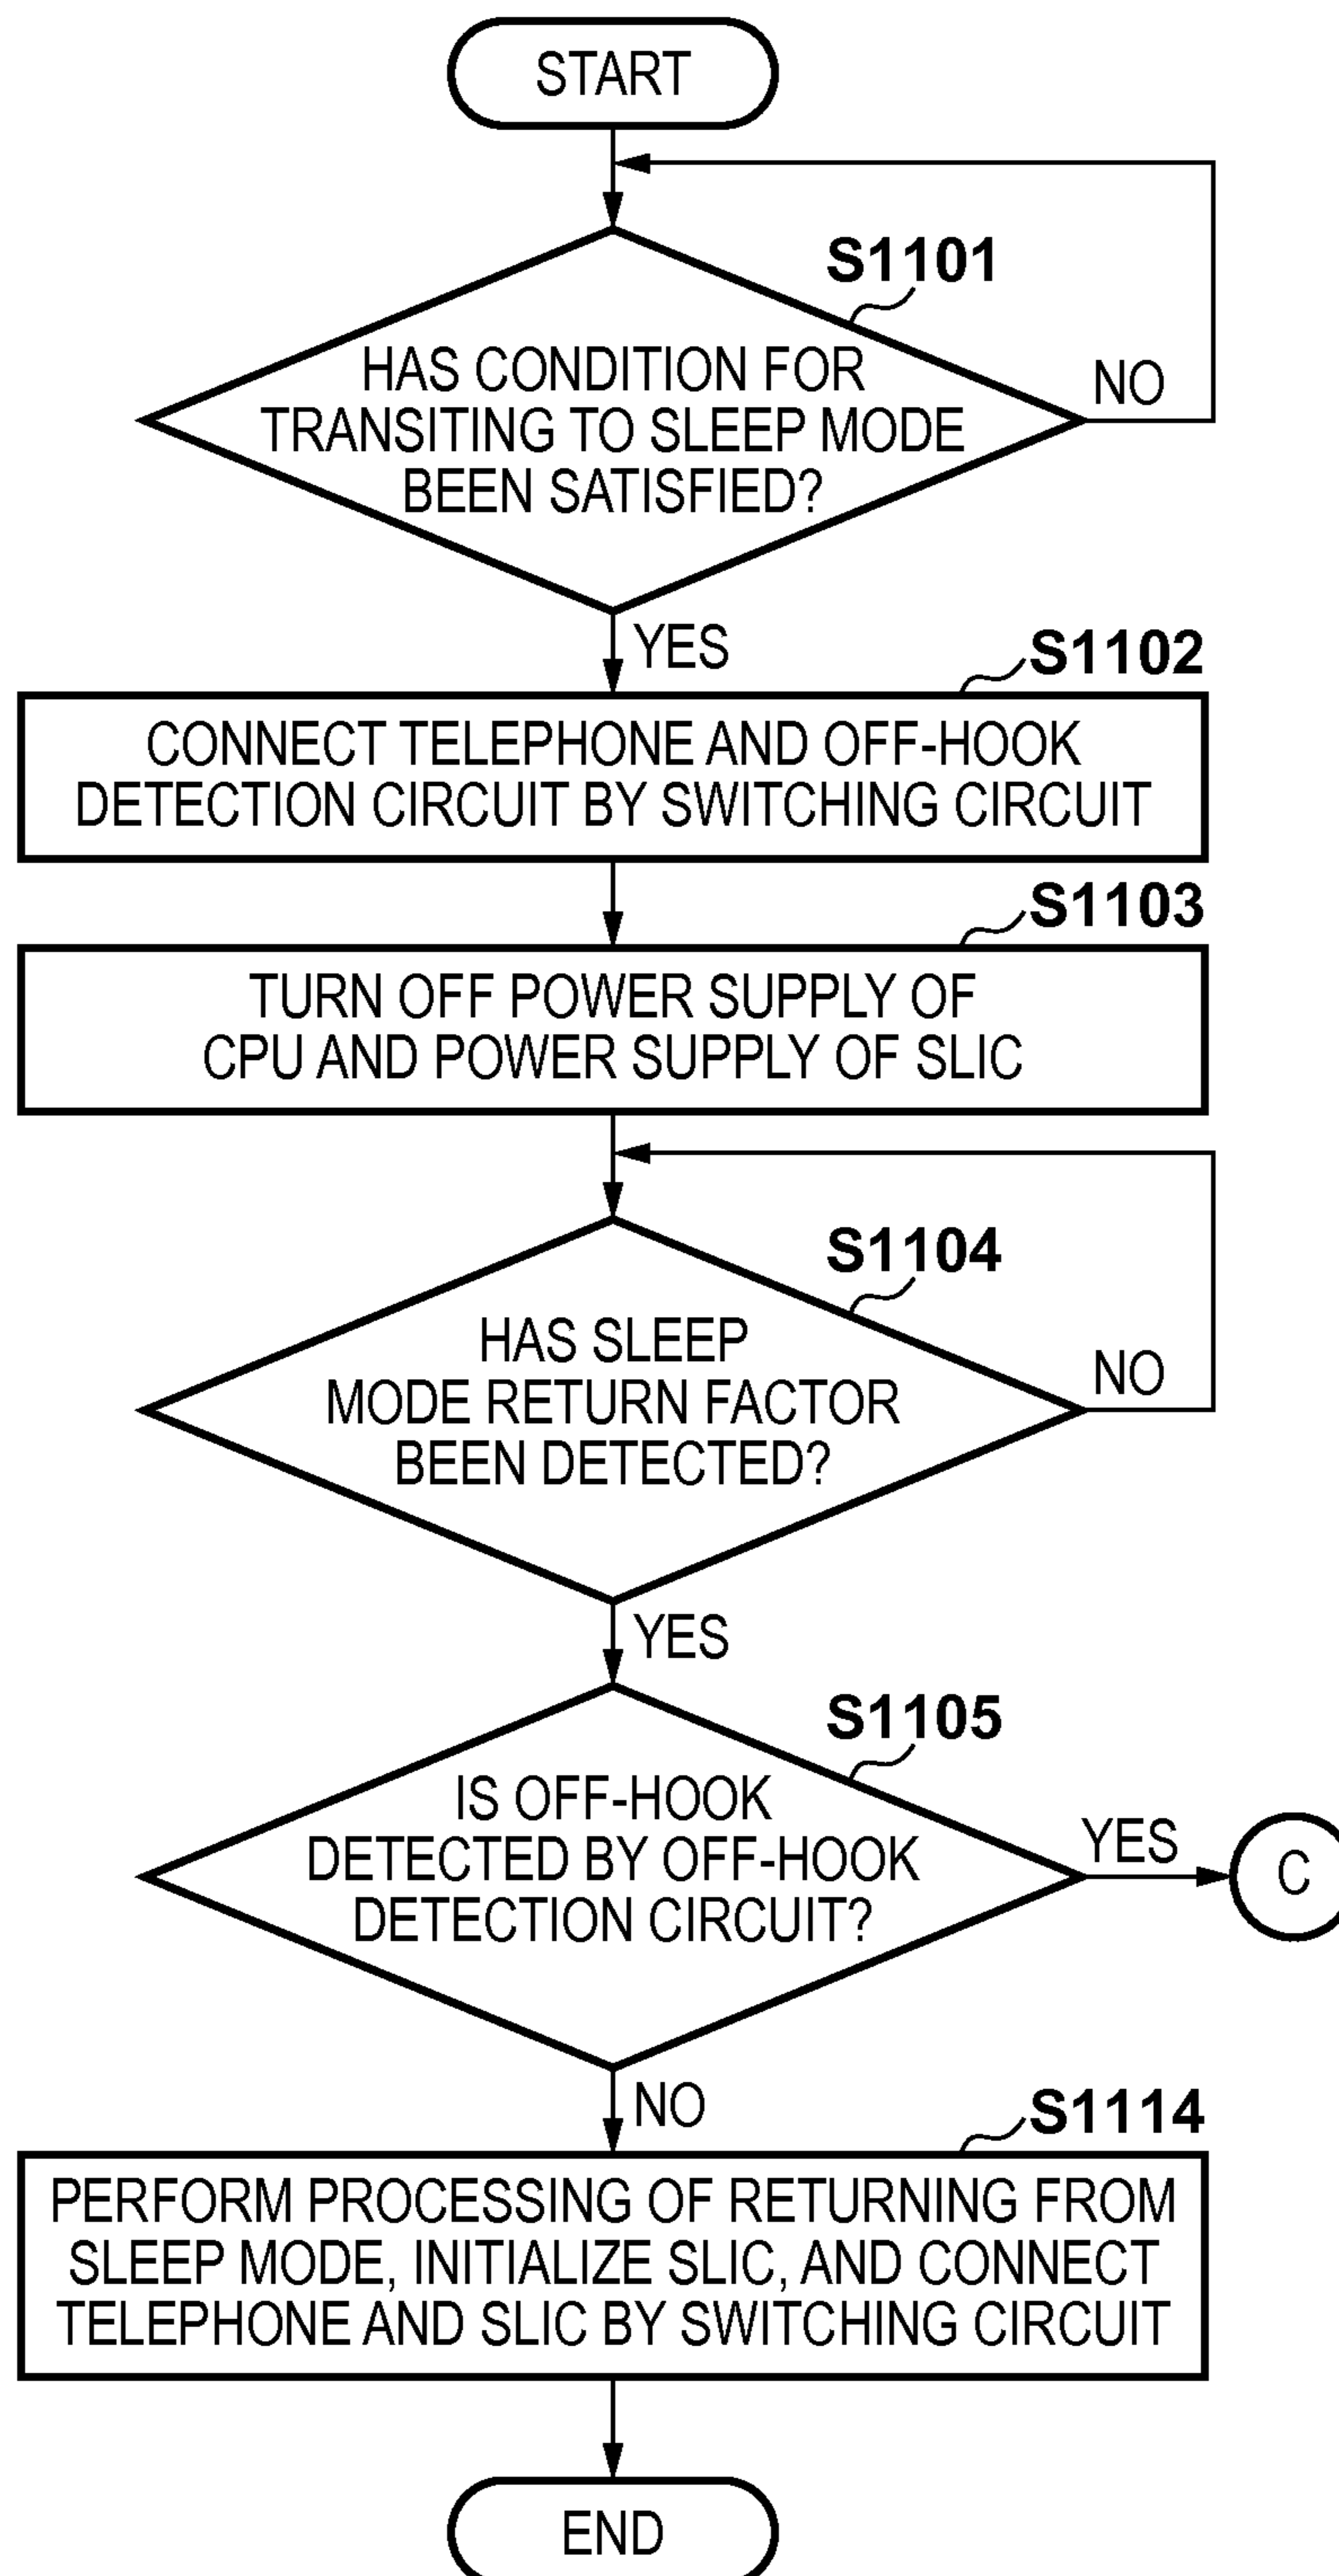 START
S1101
HAS CONDITION FOR
TRANSITING TO SLEEP MODE
BEEN SATISFIED?
NO
YES
S1102
CONNECT TELEPHONE AND OFF-HOOK
DETECTION CIRCUIT BY SWITCHING CIRCUIT
S1103
TURN OFF POWER SUPPLY OF
CPU AND POWER SUPPLY OF SLIC
S1104
HAS SLEEP
MODE RETURN FACTOR
BEEN DETECTED?
NO
YES
S1105
IS OFF-HOOK
DETECTED BY OFF-HOOK
DETECTION CIRCUIT?
YES
C
NO
S1114
PERFORM PROCESSING OF RETURNING FROM
SLEEP MODE, INITIALIZE SLIC, AND CONNECT
TELEPHONE AND SLIC BY SWITCHING CIRCUIT
END